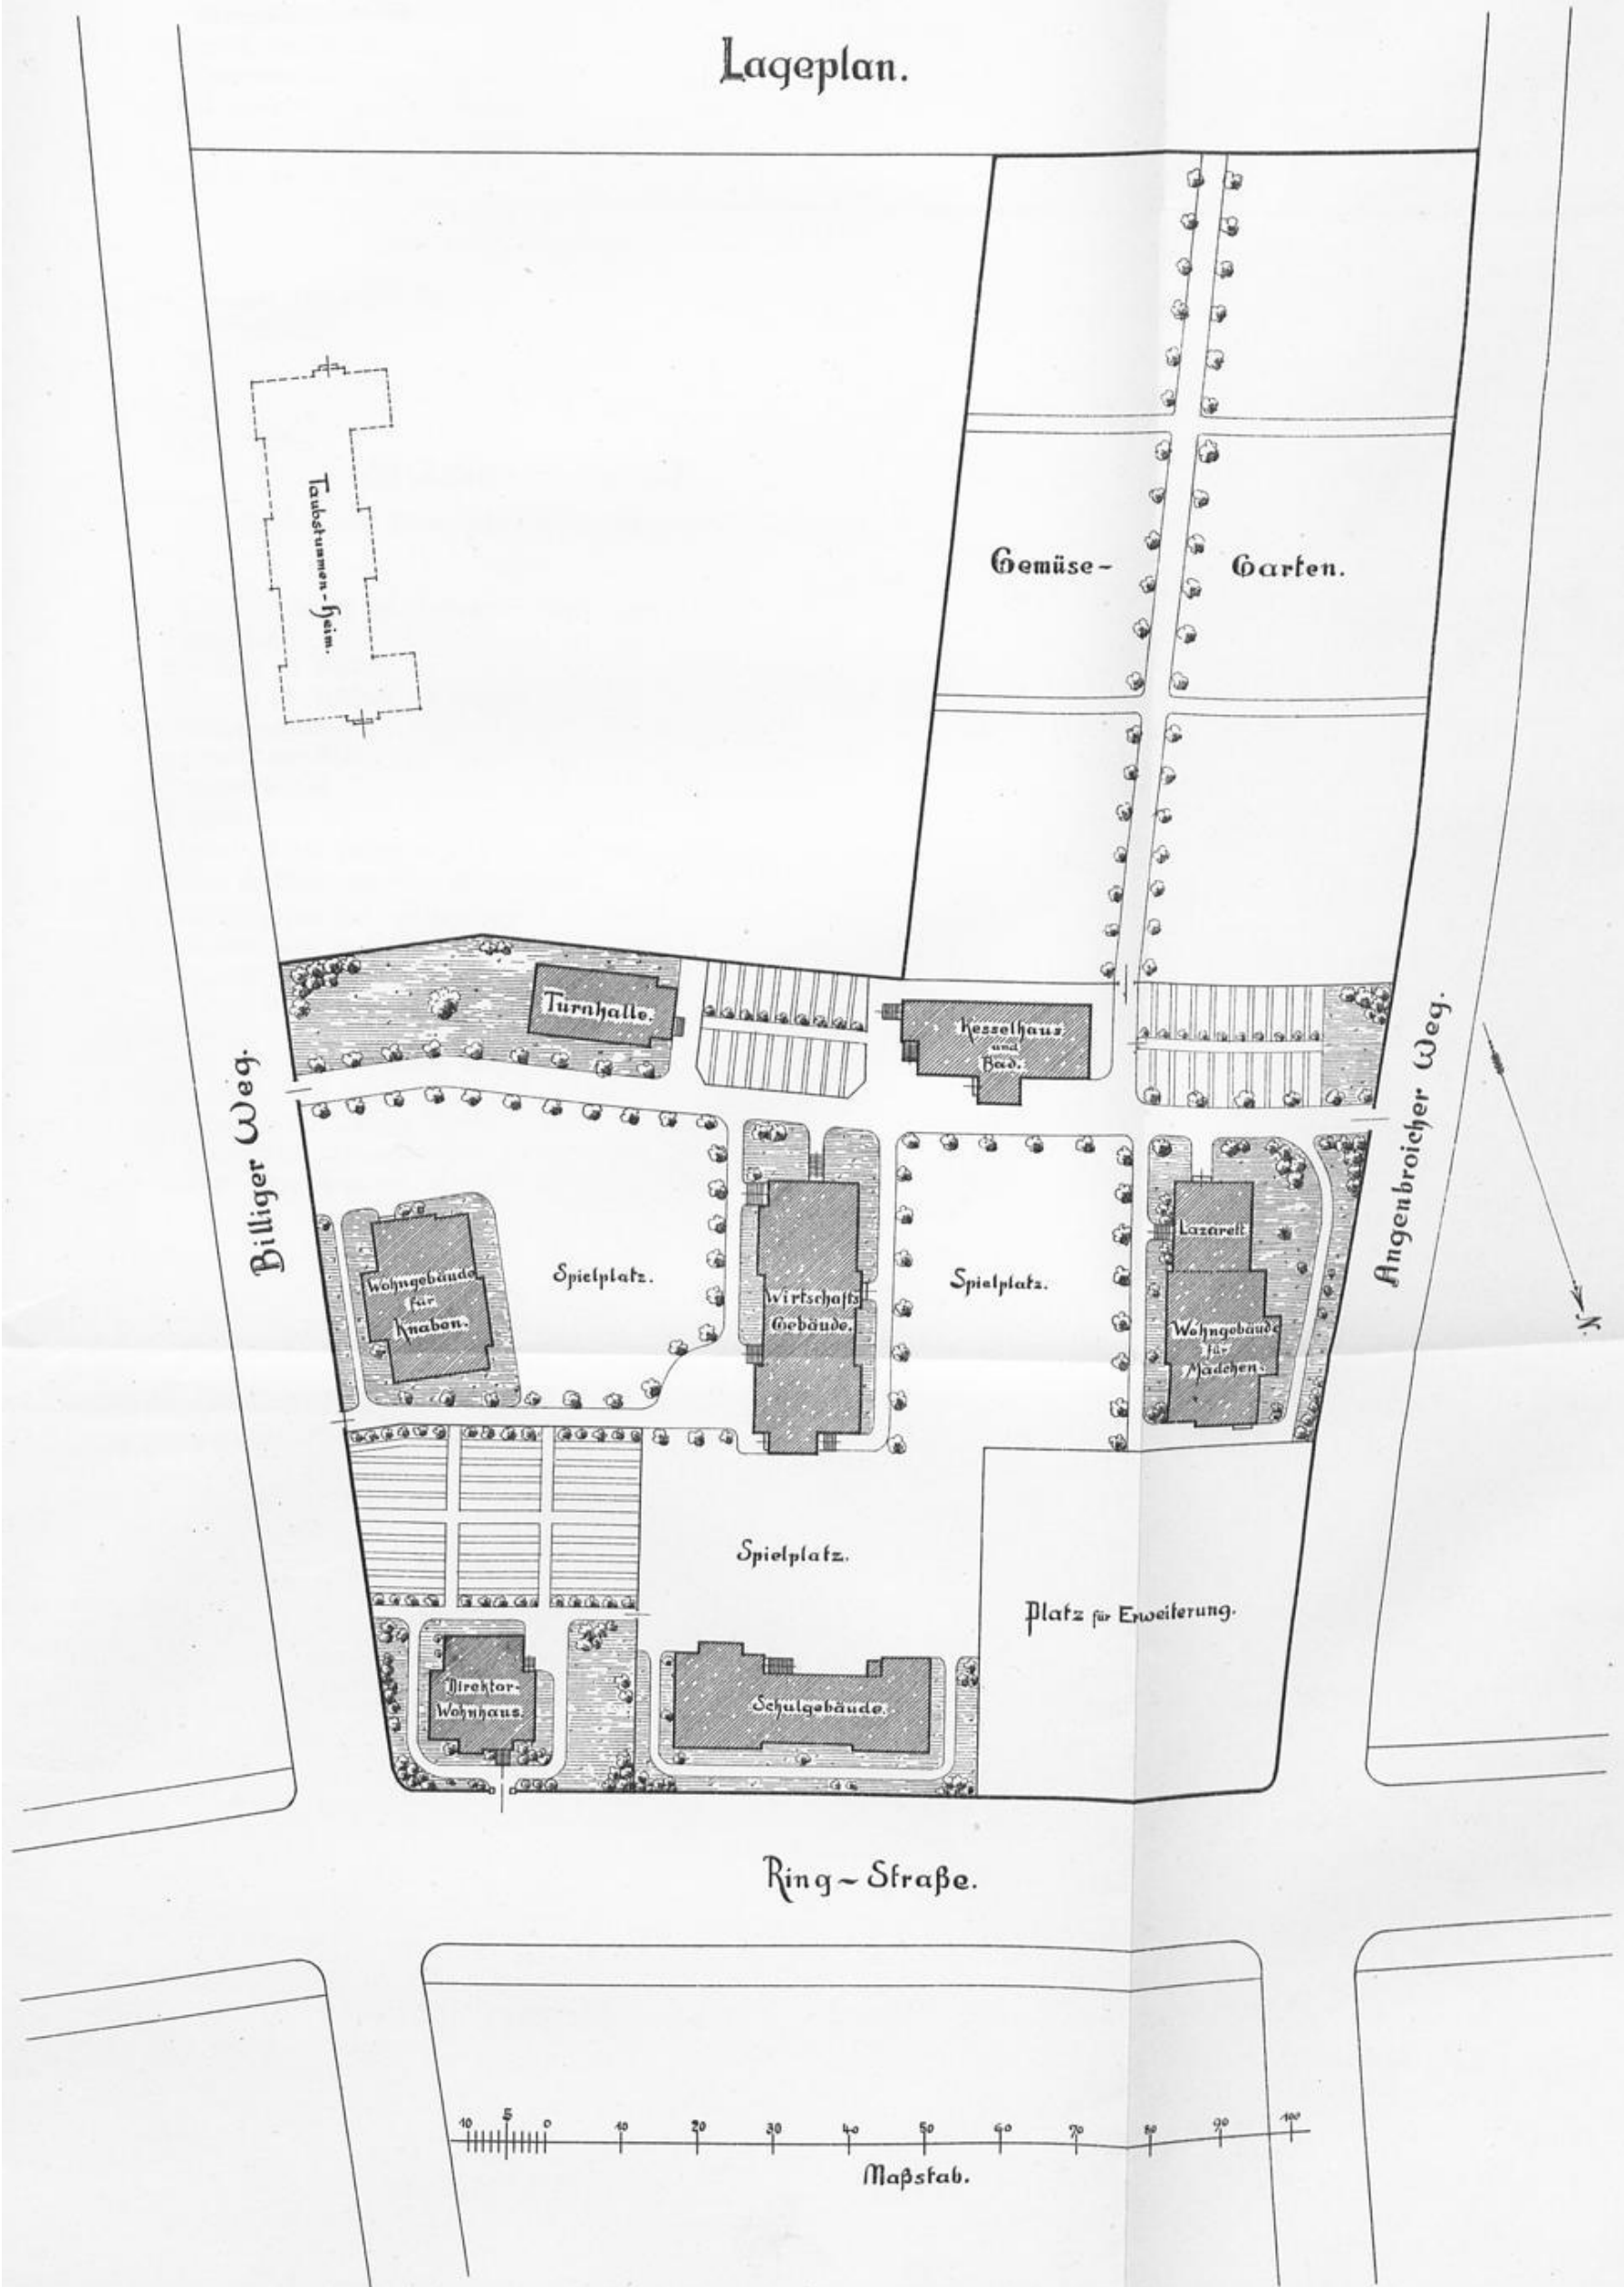 Lageplan.
Taubstummen-Heim.
Gemüse-
Garten.
Turnhalle.
Kesselhaus
und
Bad.
Billiger Weg.
Angenbroicher Weg.
Wohngebäude
für
Knaben.
Spielplatz.
Wirtschafts
Gebäude.
Spielplatz.
Lazarett
Wohngebäude
für
Mädchen.
N.
Spielplatz.
Platz für Erweiterung.
Direktor-
Wohnhaus.
Schulgebäude.
Ring-Straße.
10 5 0 10 20 30 40 50 60 70 80 90 100
Maßstab.